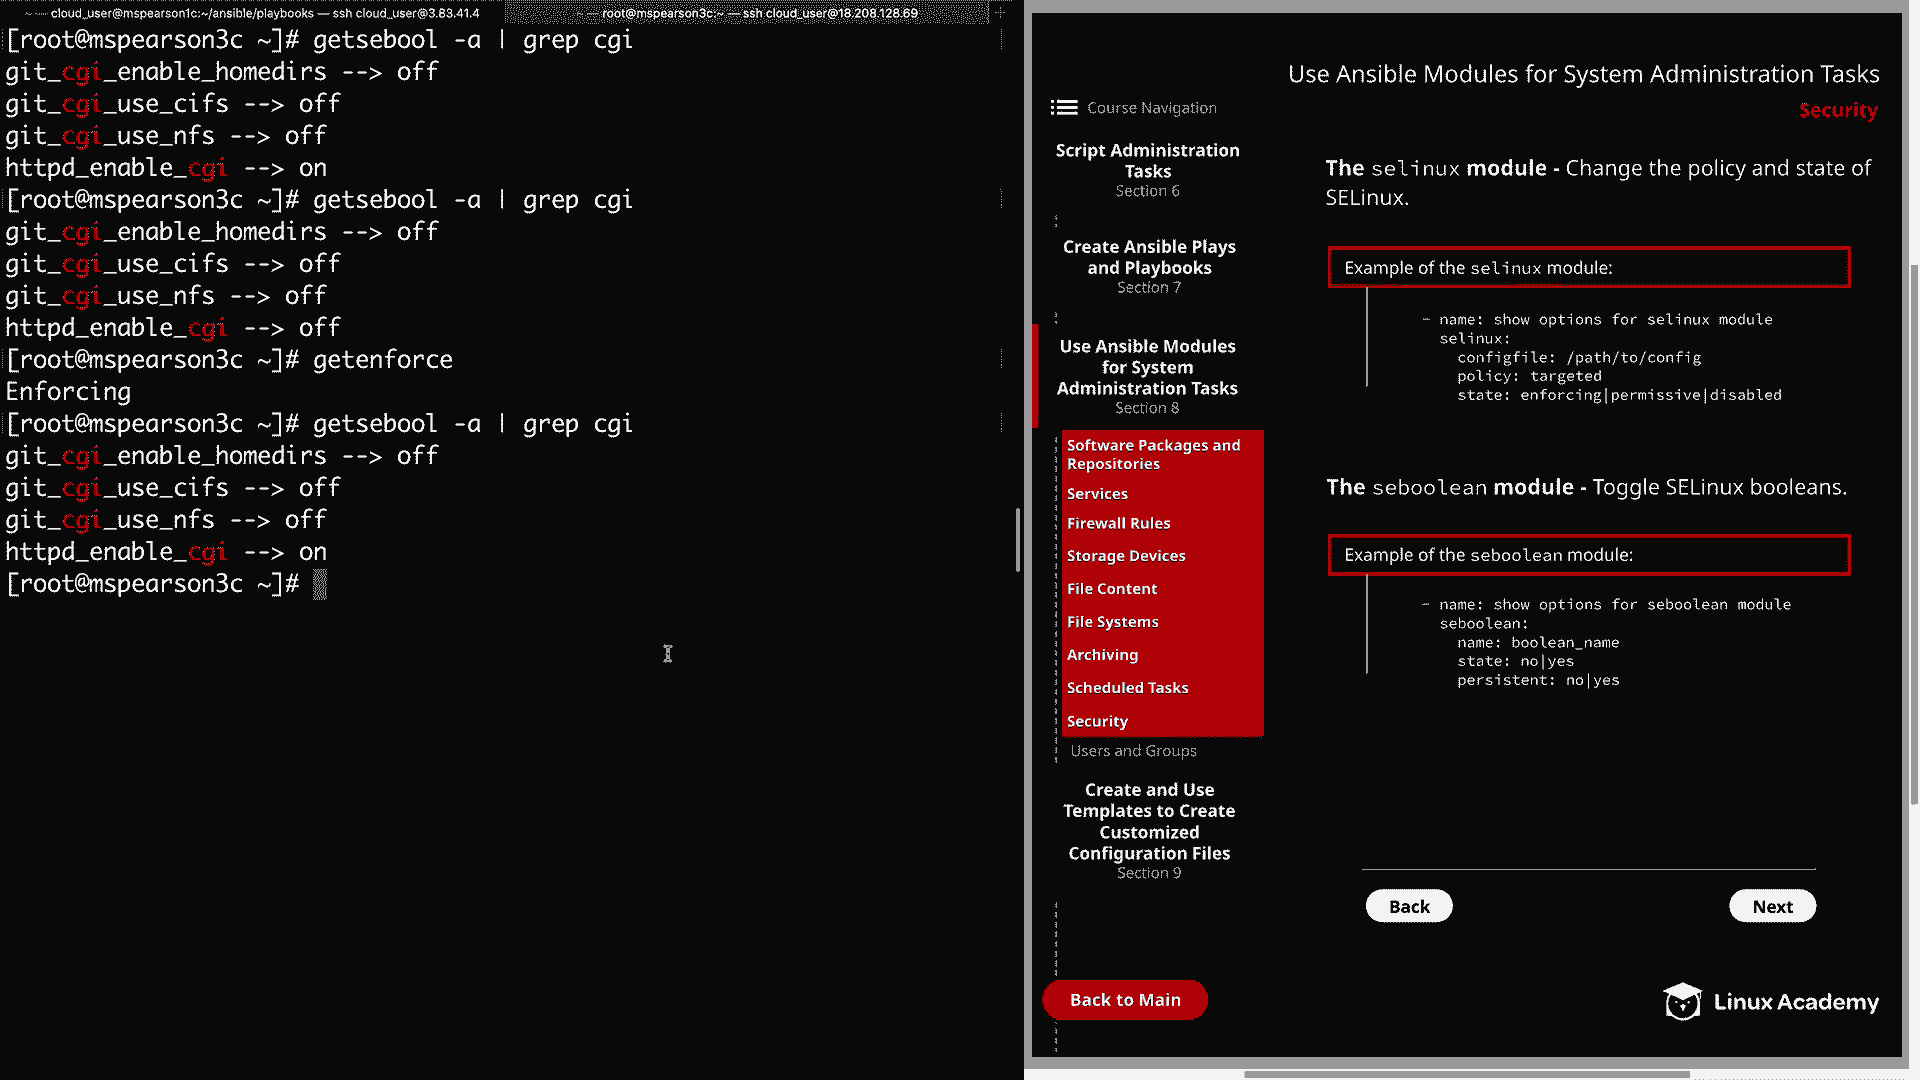 ~ — cloud_user@mspearson1c:~/ansible/playbooks — ssh cloud_user@3.83.41.4
~ — root@mspearson3c:~ — ssh cloud_user@18.208.128.69
+
[root@mspearson3c ~]# getsebool -a | grep cgi
git_cgi_enable_homedirs --> off
git_cgi_use_cifs --> off
git_cgi_use_nfs --> off
httpd_enable_cgi --> on
[root@mspearson3c ~]# getsebool -a | grep cgi
git_cgi_enable_homedirs --> off
git_cgi_use_cifs --> off
git_cgi_use_nfs --> off
httpd_enable_cgi --> off
[root@mspearson3c ~]# getenforce
Enforcing
[root@mspearson3c ~]# getsebool -a | grep cgi
git_cgi_enable_homedirs --> off
git_cgi_use_cifs --> off
git_cgi_use_nfs --> off
httpd_enable_cgi --> on
[root@mspearson3c ~]#
Use Ansible Modules for System Administration Tasks
Security
Course Navigation
Script Administration
Tasks
Section 6
Create Ansible Plays
and Playbooks
Section 7
Use Ansible Modules
for System
Administration Tasks
Section 8
Software Packages and
Repositories
Services
Firewall Rules
Storage Devices
File Content
File Systems
Archiving
Scheduled Tasks
Security
Users and Groups
Create and Use
Templates to Create
Customized
Configuration Files
Section 9
Back to Main
The selinux module - Change the policy and state of
SELinux.
Example of the selinux module:
- name: show options for selinux module
selinux:
configfile: /path/to/config
policy: targeted
state: enforcing|permissive|disabled
The seboolean module - Toggle SELinux booleans.
Example of the seboolean module:
- name: show options for seboolean module
seboolean:
name: boolean_name
state: no|yes
persistent: no|yes
Back
Next
Linux Academy